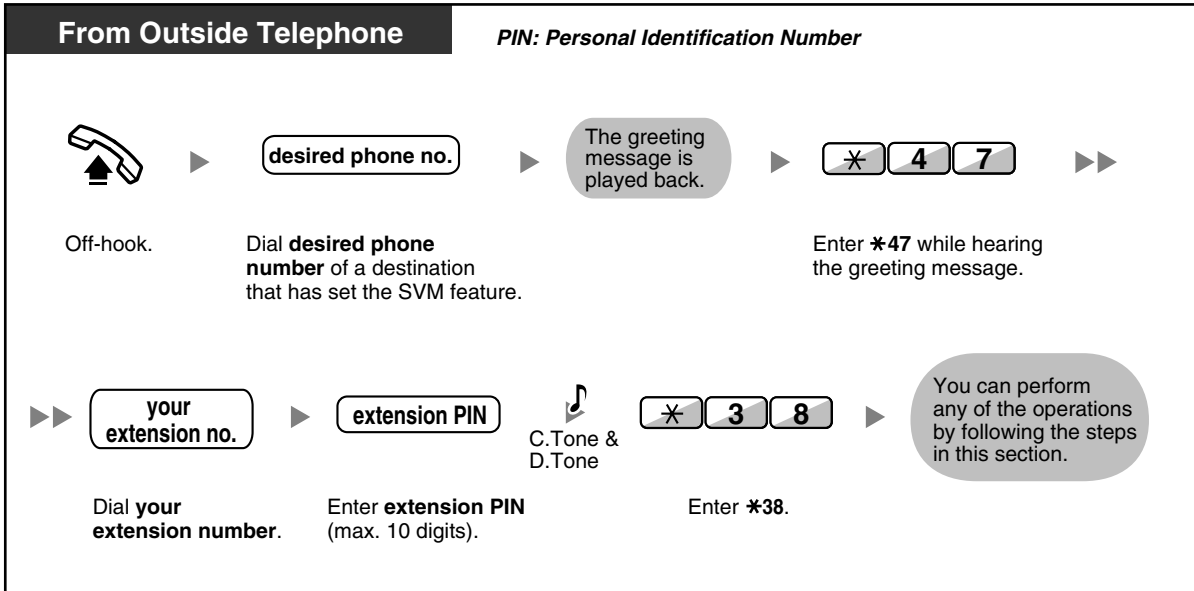 From Outside Telephone
PIN: Personal Identification Number
desired phone no.
The greeting
message is
played back.
* 4 7
Off-hook.
Dial desired phone
number of a destination
that has set the SVM feature.
Enter *47 while hearing
the greeting message.
your
extension no.
extension PIN
C.Tone &
D.Tone
* 3 8
You can perform
any of the operations
by following the steps
in this section.
Dial your
extension number.
Enter extension PIN
(max. 10 digits).
Enter *38.